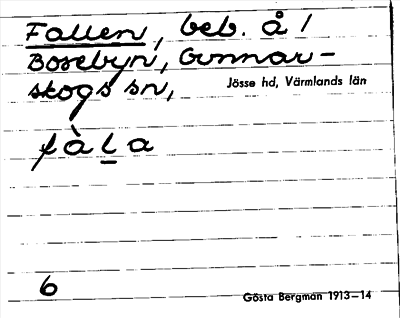 Fallen, beb. å /
Bosebyn, Gunnar-
skogs sn,
Jösse hd, Värmlands län
fàla
6
Gösta Bergman 1913—14